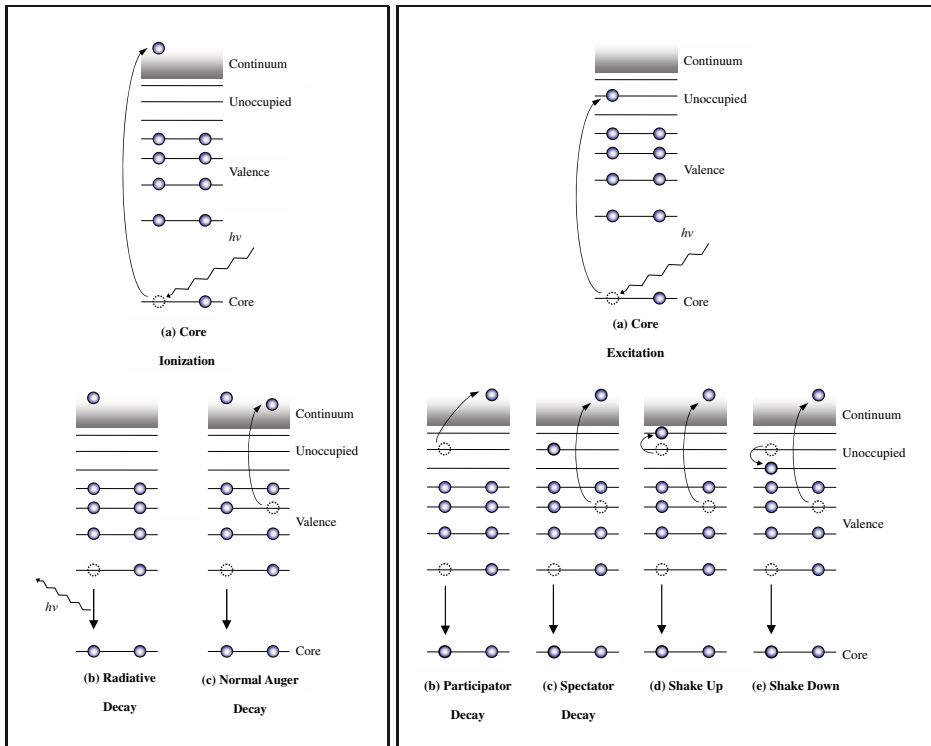 Continuum
Unoccupied
Valence
hν
Core
(a) Core
Ionization
Continuum
Unoccupied
Valence
hν
Core
(b) Radiative
Decay
(c) Normal Auger
Decay
Continuum
Unoccupied
Valence
hν
Core
(a) Core
Excitation
Continuum
Unoccupied
Valence
Core
(b) Participator
Decay
(c) Spectator
Decay
(d) Shake Up
(e) Shake Down